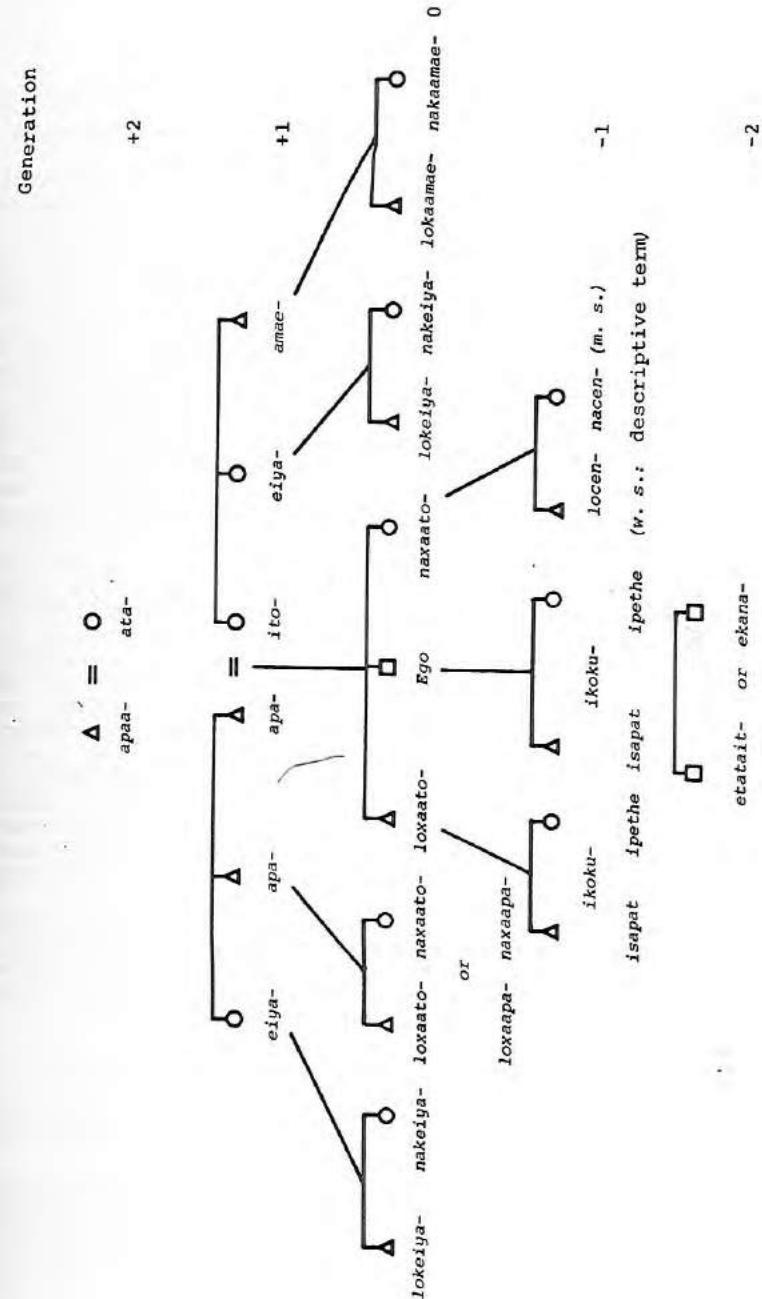 Generation
apaa- = ata- +2
eiya- apa- apa- = ito- eiya- amae- +1
0
lokeiya- nakeiya- loxaato- naxaato- loxaato- Ego naxaato- lokeiya- nakeiya- lokaamae- nakaamae-
or
loxaapa- naxaapa-
-1
ikoku- ikoku- locen- nacen- (m. s.)
isapat ipethe isapat ipethe (w. s.: descriptive term)
etatait- or ekana- -2